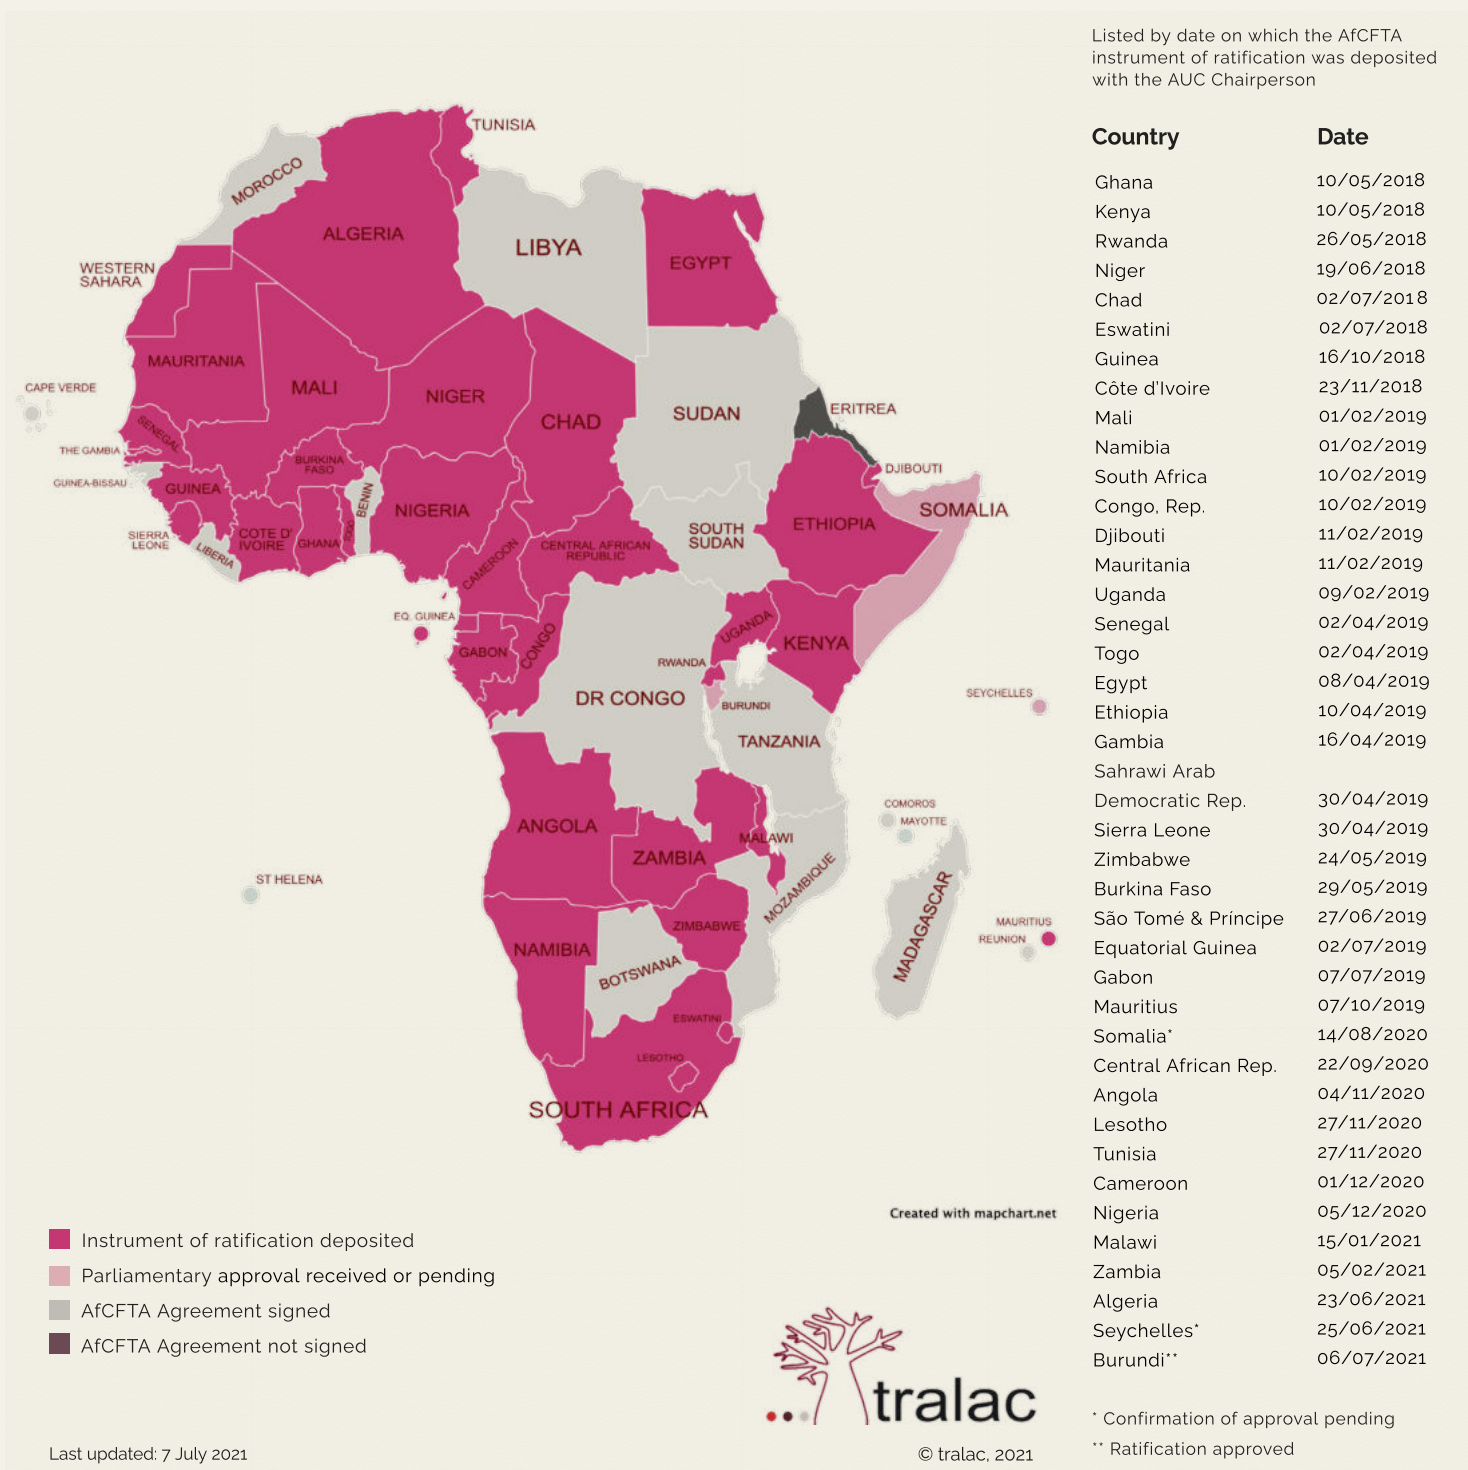 Listed by date on which the AfCFTA
instrument of ratification was deposited
with the AUC Chairperson
Country Date
Ghana 10/05/2018
Kenya 10/05/2018
Rwanda 26/05/2018
Niger 19/06/2018
Chad 02/07/2018
Eswatini 02/07/2018
Guinea 16/10/2018
Côte d'Ivoire 23/11/2018
Mali 01/02/2019
Namibia 01/02/2019
South Africa 10/02/2019
Congo, Rep. 10/02/2019
Djibouti 11/02/2019
Mauritania 11/02/2019
Uganda 09/02/2019
Senegal 02/04/2019
Togo 02/04/2019
Egypt 08/04/2019
Ethiopia 10/04/2019
Gambia 16/04/2019
Sahrawi Arab
Democratic Rep. 30/04/2019
Sierra Leone 30/04/2019
Zimbabwe 24/05/2019
Burkina Faso 29/05/2019
São Tomé & Príncipe 27/06/2019
Equatorial Guinea 02/07/2019
Gabon 07/07/2019
Mauritius 07/10/2019
Somalia* 14/08/2020
Central African Rep. 22/09/2020
Angola 04/11/2020
Lesotho 27/11/2020
Tunisia 27/11/2020
Cameroon 01/12/2020
Nigeria 05/12/2020
Malawi 15/01/2021
Zambia 05/02/2021
Algeria 23/06/2021
Seychelles* 25/06/2021
Burundi** 06/07/2021
* Confirmation of approval pending
** Ratification approved
TUNISIA
MOROCCO
ALGERIA
LIBYA
EGYPT
WESTERN
SAHARA
MAURITANIA
MALI
NIGER
CHAD
SUDAN
ERITREA
CAPE VERDE
SENEGAL
THE GAMBIA
GUINEA-BISSAU
GUINEA
BURKINA
FASO
BENIN
NIGERIA
DJIBOUTI
SOMALIA
ETHIOPIA
SOUTH
SUDAN
SIERRA
LEONE
LIBERIA
COTE D'
IVOIRE
GHANA
TOGO
CAMEROON
CENTRAL AFRICAN
REPUBLIC
EQ. GUINEA
GABON
CONGO
UGANDA
KENYA
RWANDA
DR CONGO
BURUNDI
TANZANIA
SEYCHELLES
ANGOLA
ZAMBIA
MALAWI
MOZAMBIQUE
COMOROS
MAYOTTE
ST HELENA
MADAGASCAR
MAURITIUS
REUNION
NAMIBIA
ZIMBABWE
BOTSWANA
ESWATINI
LESOTHO
SOUTH AFRICA
Created with mapchart.net
Instrument of ratification deposited
Parliamentary approval received or pending
AfCFTA Agreement signed
AfCFTA Agreement not signed
tralac
Last updated: 7 July 2021
© tralac, 2021